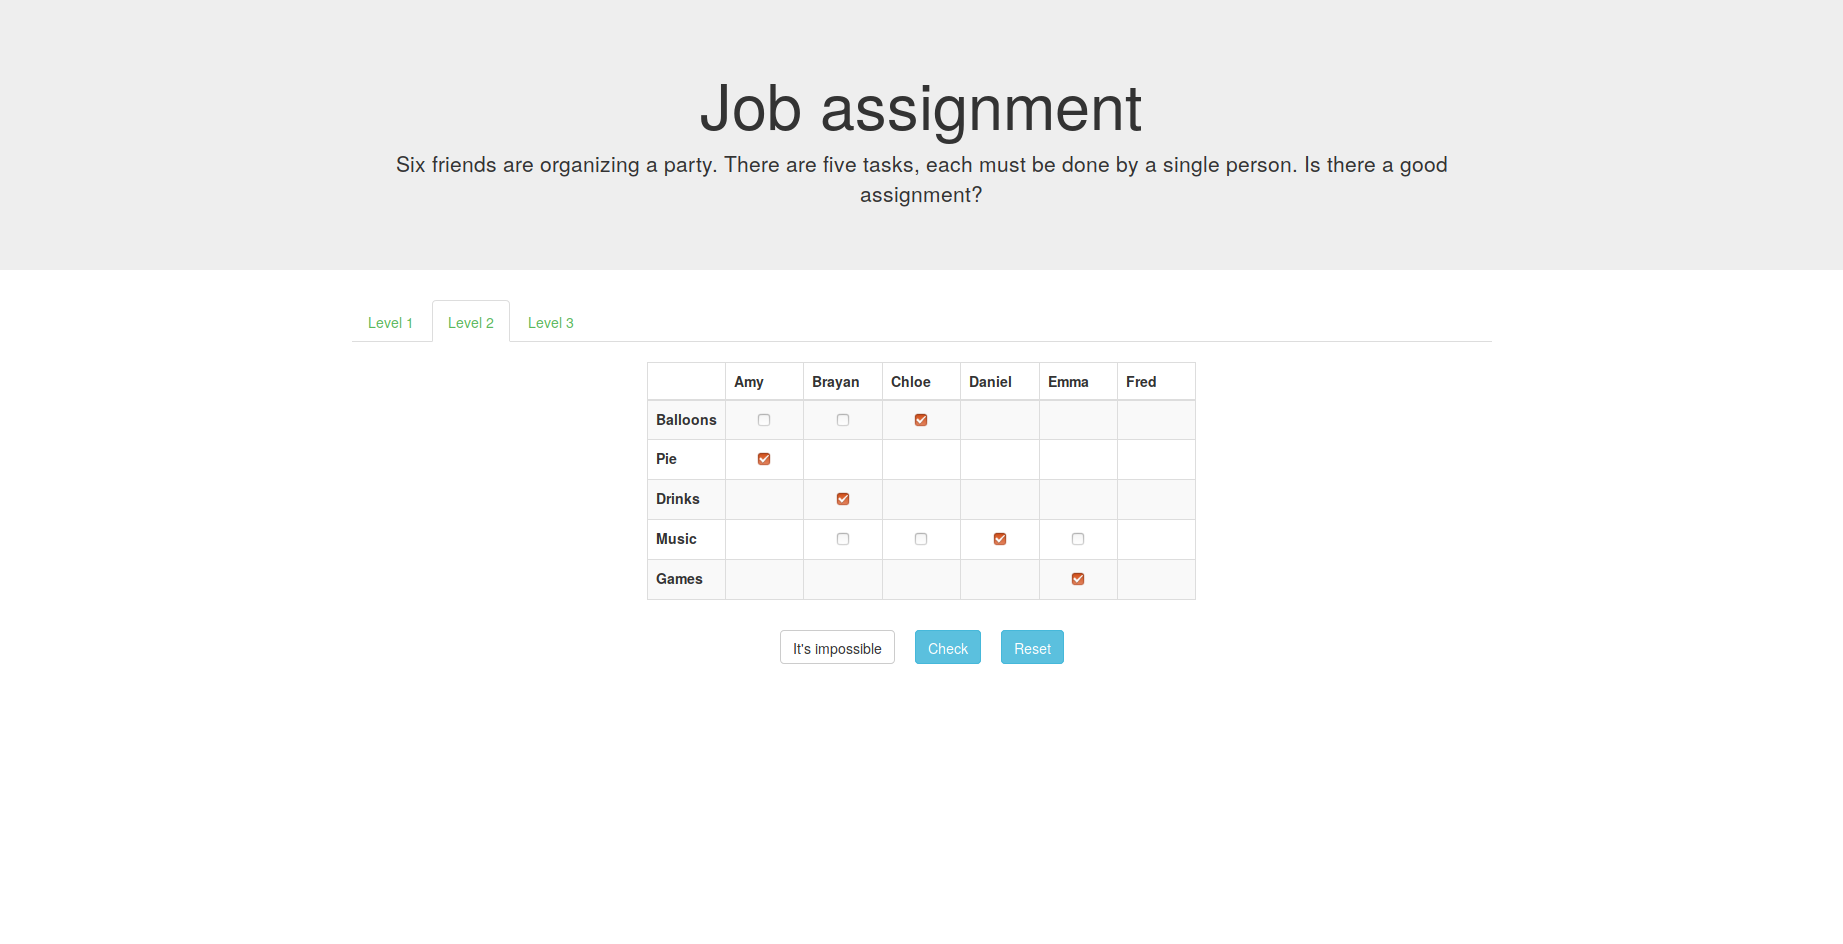 Job assignment
Six friends are organizing a party. There are five tasks, each must be done by a single person. Is there a good
assignment?
Level 1 Level 2 Level 3
Amy Brayan Chloe Daniel Emma Fred
Balloons
Pie
Drinks
Music
Games
It's impossible Check Reset